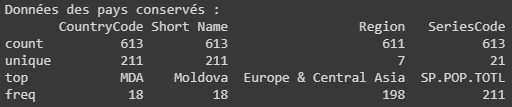 Données des pays conservés :
CountryCode Short Name Region SeriesCode
count 613 613 611 613
unique 211 211 7 21
top MDA Moldova Europe & Central Asia SP.POP.TOTL
freq 18 18 198 211